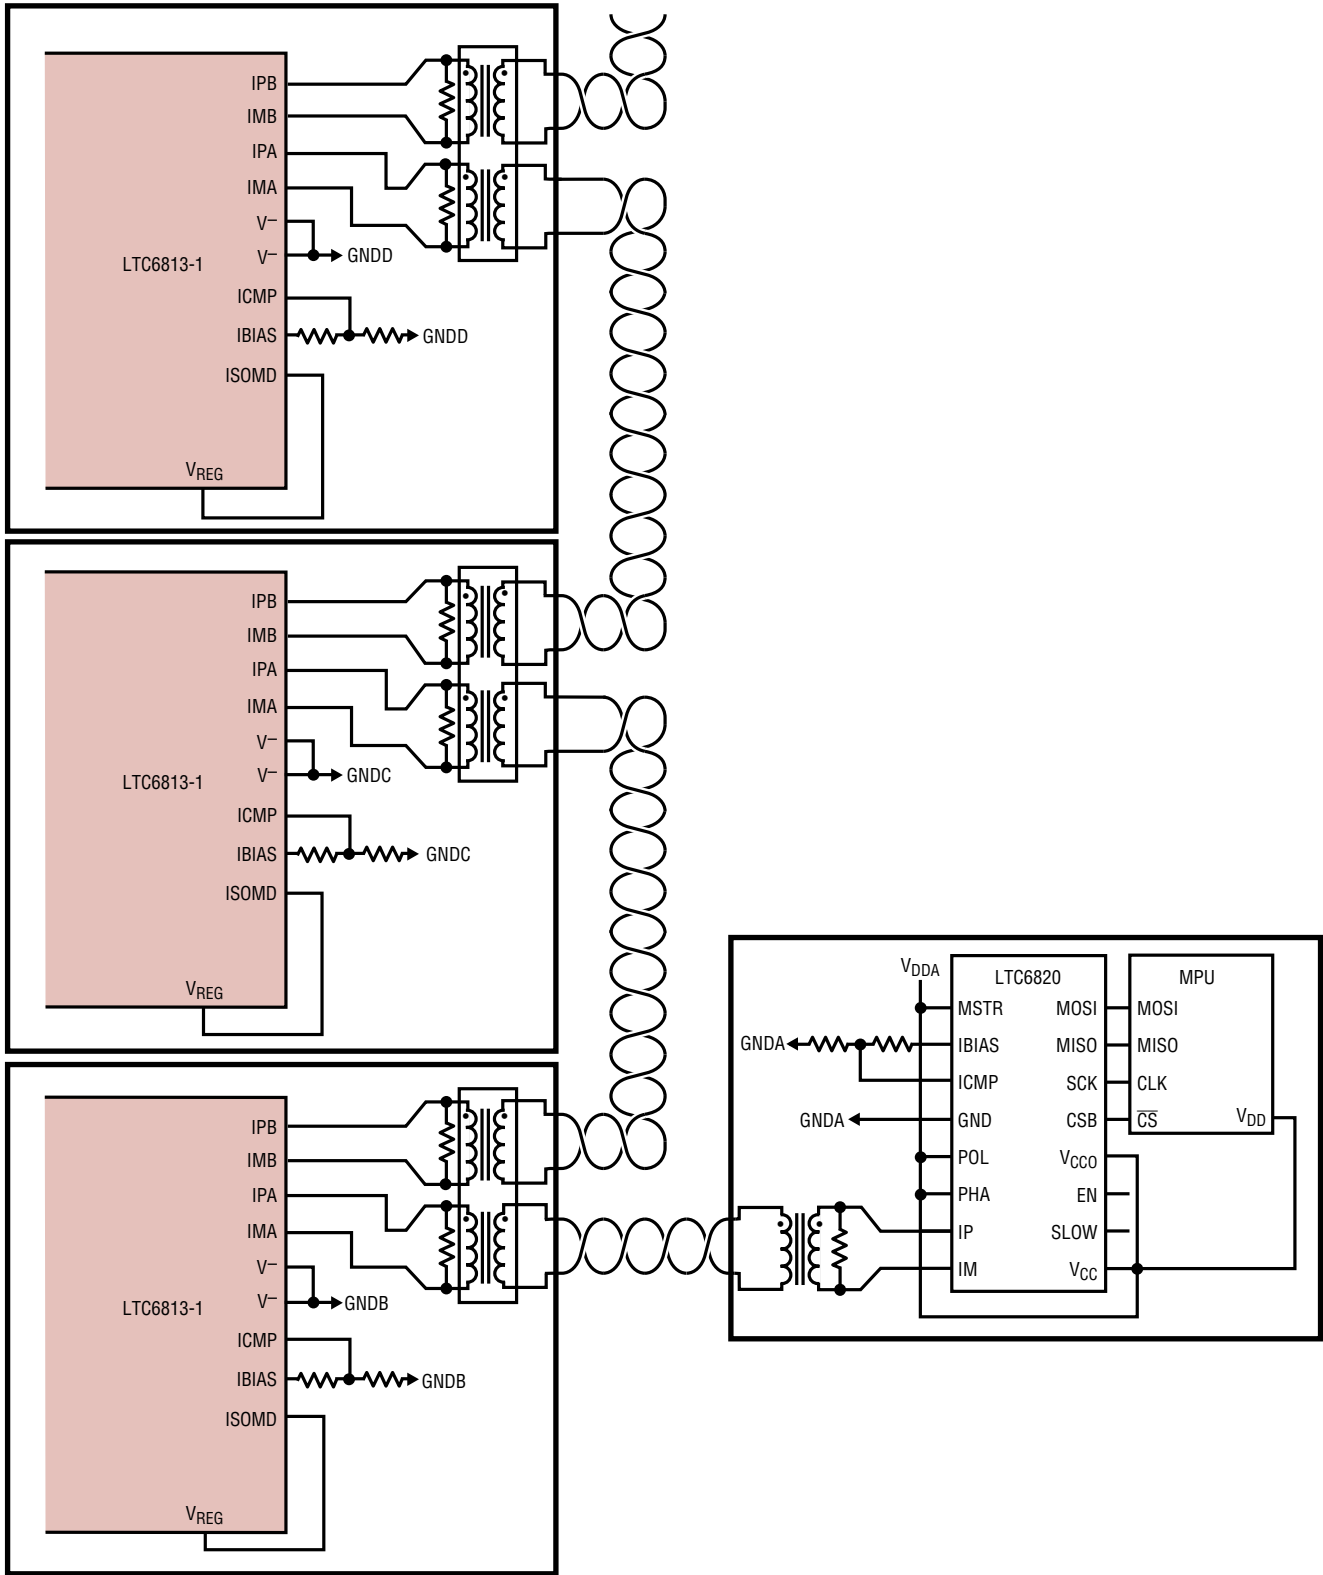 IPB
IMB
IPA
IMA
V–
V–
GNDD
LTC6813-1
ICMP
IBIAS
GNDD
ISOMD
VREG
IPB
IMB
IPA
IMA
V–
V–
GNDC
LTC6813-1
ICMP
IBIAS
GNDC
ISOMD
VREG
IPB
IMB
IPA
IMA
V–
V–
GNDB
LTC6813-1
ICMP
IBIAS
GNDB
ISOMD
VREG
VDDA
LTC6820
MSTR
IBIAS
ICMP
GND
POL
PHA
IP
IM
GNDA
GNDA
MOSI
MISO
SCK
CSB
VCCO
EN
SLOW
VCC
MPU
MOSI
MISO
CLK
C̅S̅
VDD